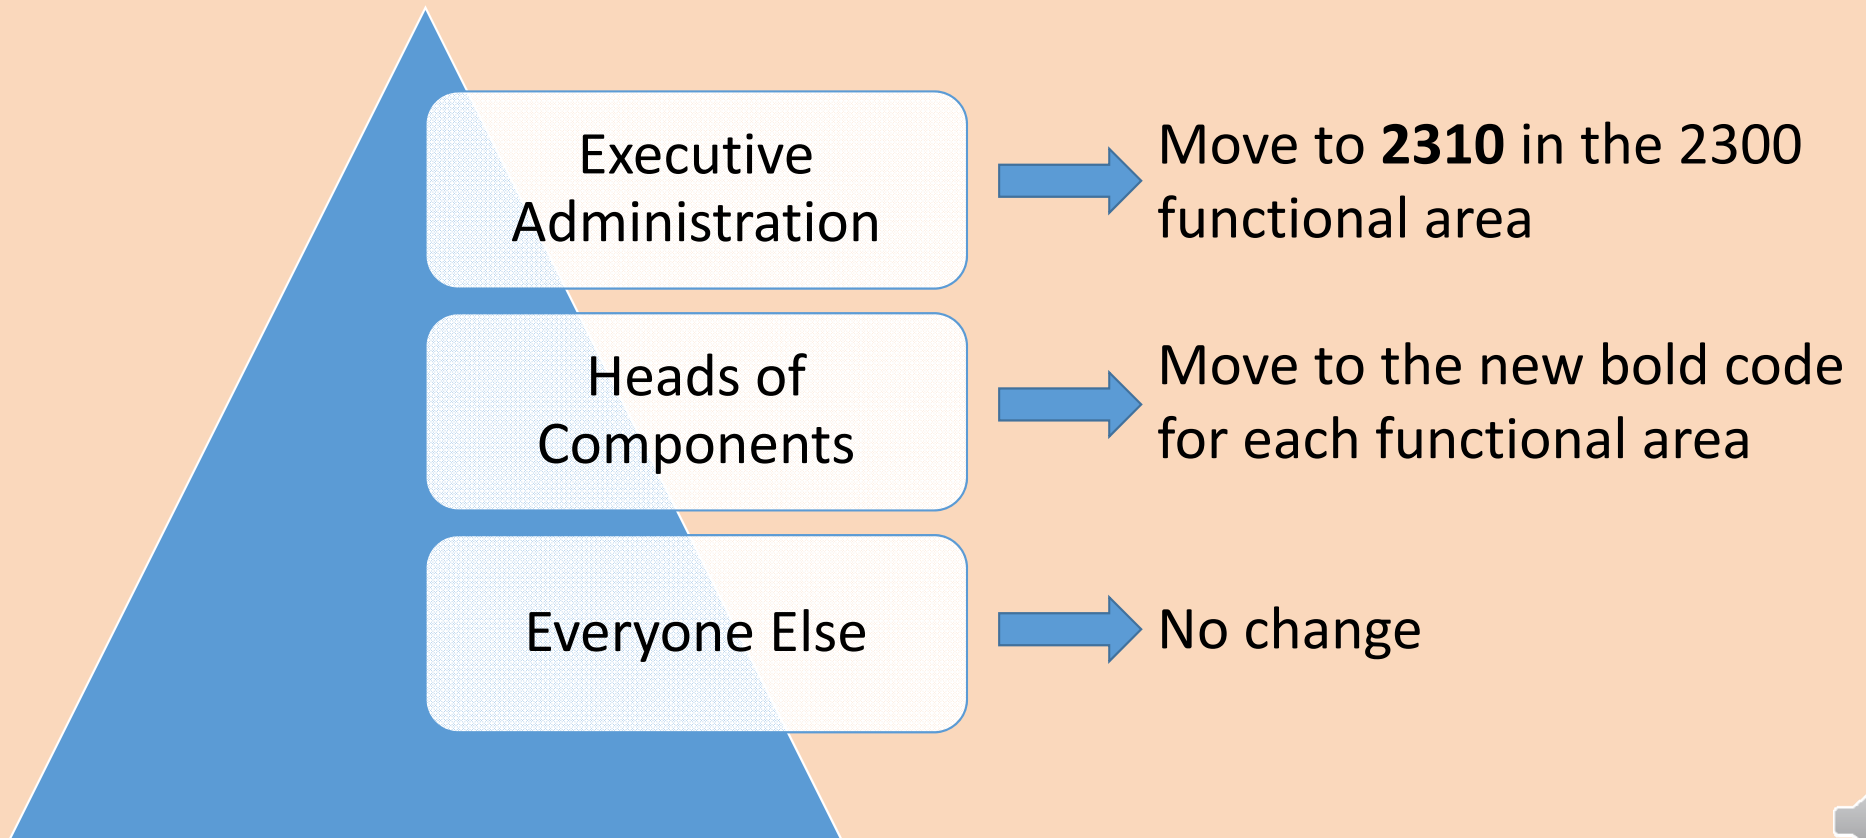 Executive
Administration
Move to 2310 in the 2300
functional area
Heads of
Components
Move to the new bold code
for each functional area
Everyone Else
No change